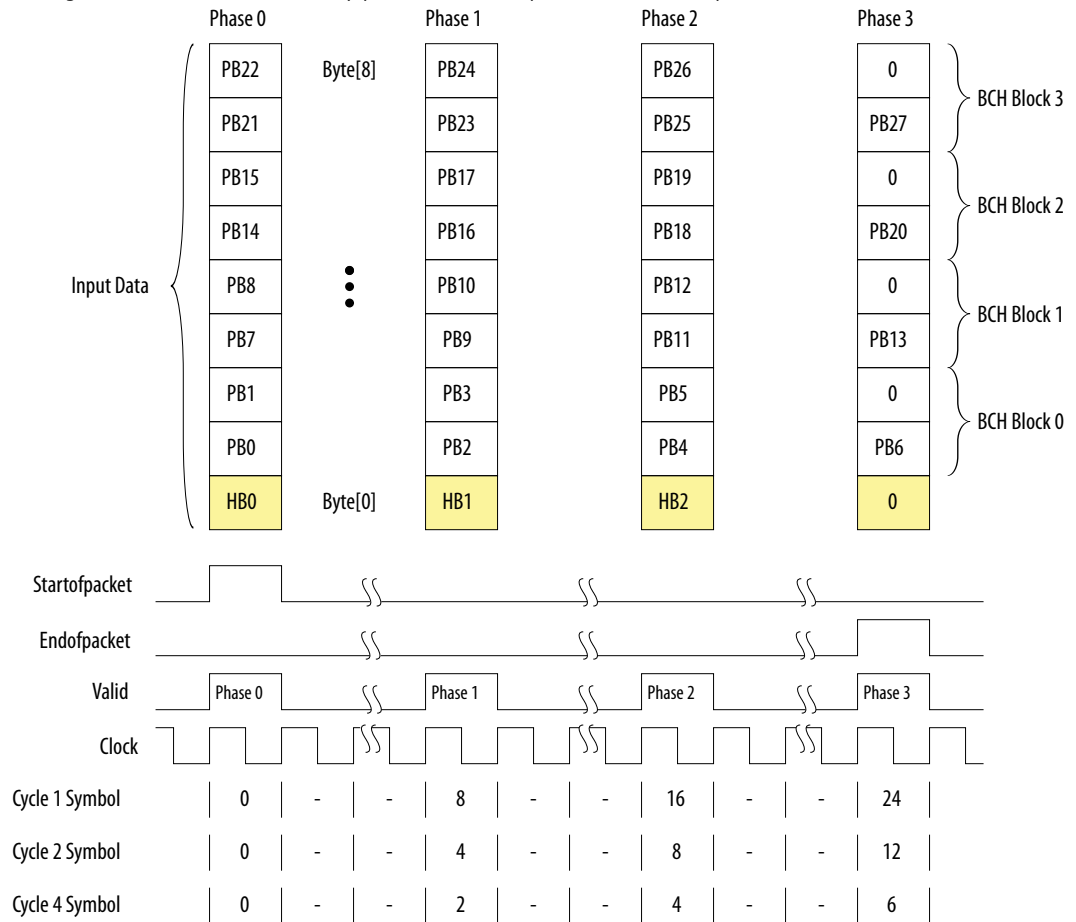 Phase 0 Phase 1 Phase 2 Phase 3
PB22 Byte[8] PB24 PB26 0
BCH Block 3
PB21 PB23 PB25 PB27
PB15 PB17 PB19 0
BCH Block 2
PB14 PB16 PB18 PB20
Input Data PB8 PB10 PB12 0
BCH Block 1
PB7 PB9 PB11 PB13
PB1 PB3 PB5 0
BCH Block 0
PB0 PB2 PB4 PB6
HB0 Byte[0] HB1 HB2 0
Startofpacket
Endofpacket
Valid Phase 0 Phase 1 Phase 2 Phase 3
Clock
Cycle 1 Symbol 0 - - 8 - - 16 - - 24
Cycle 2 Symbol 0 - - 4 - - 8 - - 12
Cycle 4 Symbol 0 - - 2 - - 4 - - 6